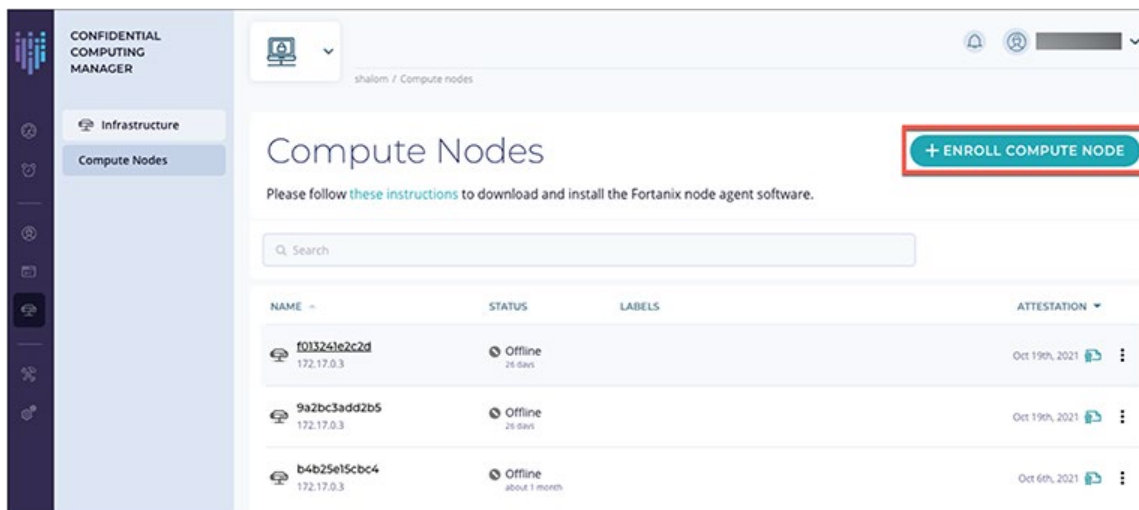 CONFIDENTIAL
COMPUTING
MANAGER
shalom / Compute nodes
Infrastructure
Compute Nodes
Compute Nodes
+ ENROLL COMPUTE NODE
Please follow these instructions to download and install the Fortanix node agent software.
Search
NAME STATUS LABELS ATTESTATION
f013241e2c2d Offline Oct 19th, 2021
172.17.0.3 26 days
9a2bc3add2b5 Offline Oct 19th, 2021
172.17.0.3 26 days
b4b25e15cbc4 Offline Oct 6th, 2021
172.17.0.3 about 1 month